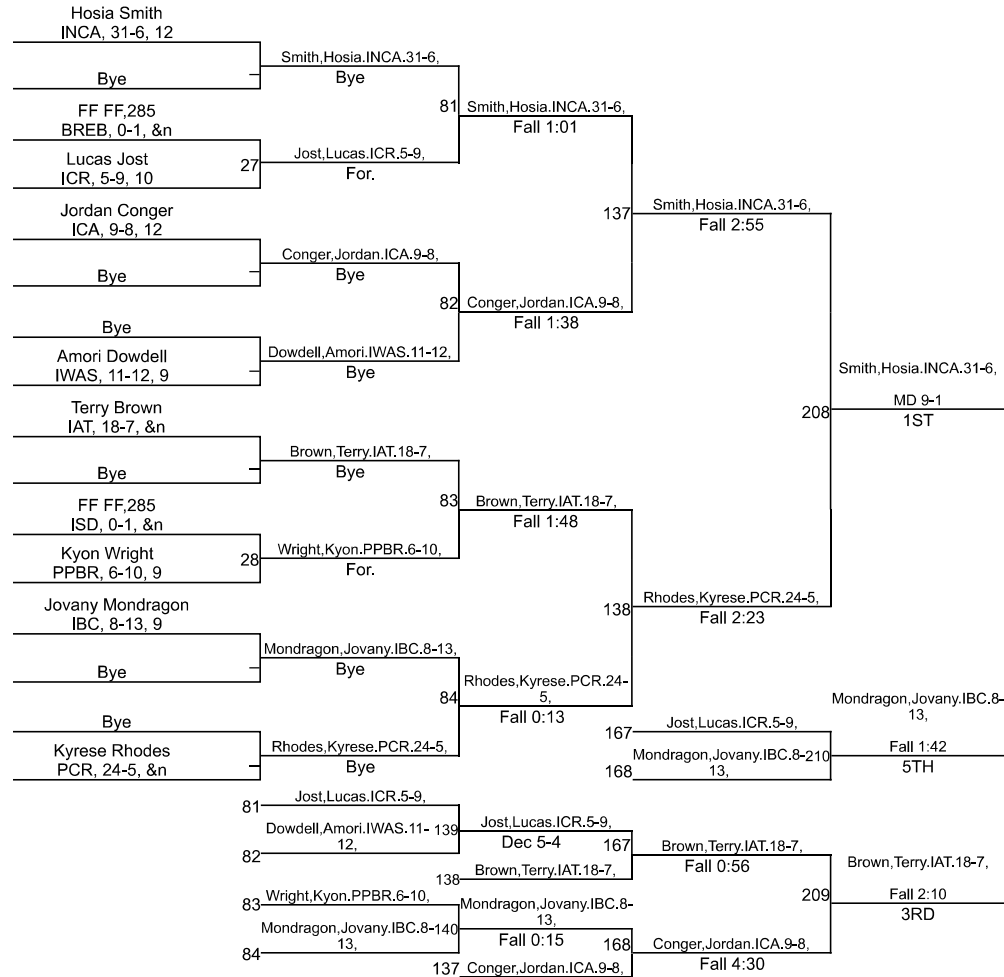 Hosia Smith
INCA, 31-6, 12
Smith,Hosia.INCA.31-6,
Bye
Bye
81
Smith,Hosia.INCA.31-6,
Fall 1:01
FF FF,285
BREB, 0-1, &n
27
Jost,Lucas.ICR.5-9,
For.
Lucas Jost
ICR, 5-9, 10
137
Smith,Hosia.INCA.31-6,
Fall 2:55
Jordan Conger
ICA, 9-8, 12
Conger,Jordan.ICA.9-8,
Bye
Bye
82
Conger,Jordan.ICA.9-8,
Fall 1:38
Bye
Dowdell,Amori.IWAS.11-12,
Bye
Amori Dowdell
IWAS, 11-12, 9
Smith,Hosia.INCA.31-6,
208
MD 9-1
1ST
Terry Brown
IAT, 18-7, &n
Brown,Terry.IAT.18-7,
Bye
Bye
83
Brown,Terry.IAT.18-7,
Fall 1:48
FF FF,285
ISD, 0-1, &n
28
Wright,Kyon.PPBR.6-10,
For.
Kyon Wright
PPBR, 6-10, 9
138
Rhodes,Kyrese.PCR.24-5,
Fall 2:23
Jovany Mondragon
IBC, 8-13, 9
Mondragon,Jovany.IBC.8-13,
Bye
Bye
84
Rhodes,Kyrese.PCR.24-
5,
Fall 0:13
Bye
Rhodes,Kyrese.PCR.24-5,
Bye
Kyrese Rhodes
PCR, 24-5, &n
167
Jost,Lucas.ICR.5-9,
168
Mondragon,Jovany.IBC.8-
13,
210
Mondragon,Jovany.IBC.8-
13,
Fall 1:42
5TH
81
Jost,Lucas.ICR.5-9,
82
Dowdell,Amori.IWAS.11-
12,
139
Jost,Lucas.ICR.5-9,
Dec 5-4
138
Brown,Terry.IAT.18-7,
167
Brown,Terry.IAT.18-7,
Fall 0:56
83
Wright,Kyon.PPBR.6-10,
84
Mondragon,Jovany.IBC.8-
13,
140
Mondragon,Jovany.IBC.8-
13,
Fall 0:15
137
Conger,Jordan.ICA.9-8,
168
Conger,Jordan.ICA.9-8,
Fall 4:30
209
Brown,Terry.IAT.18-7,
Fall 2:10
3RD